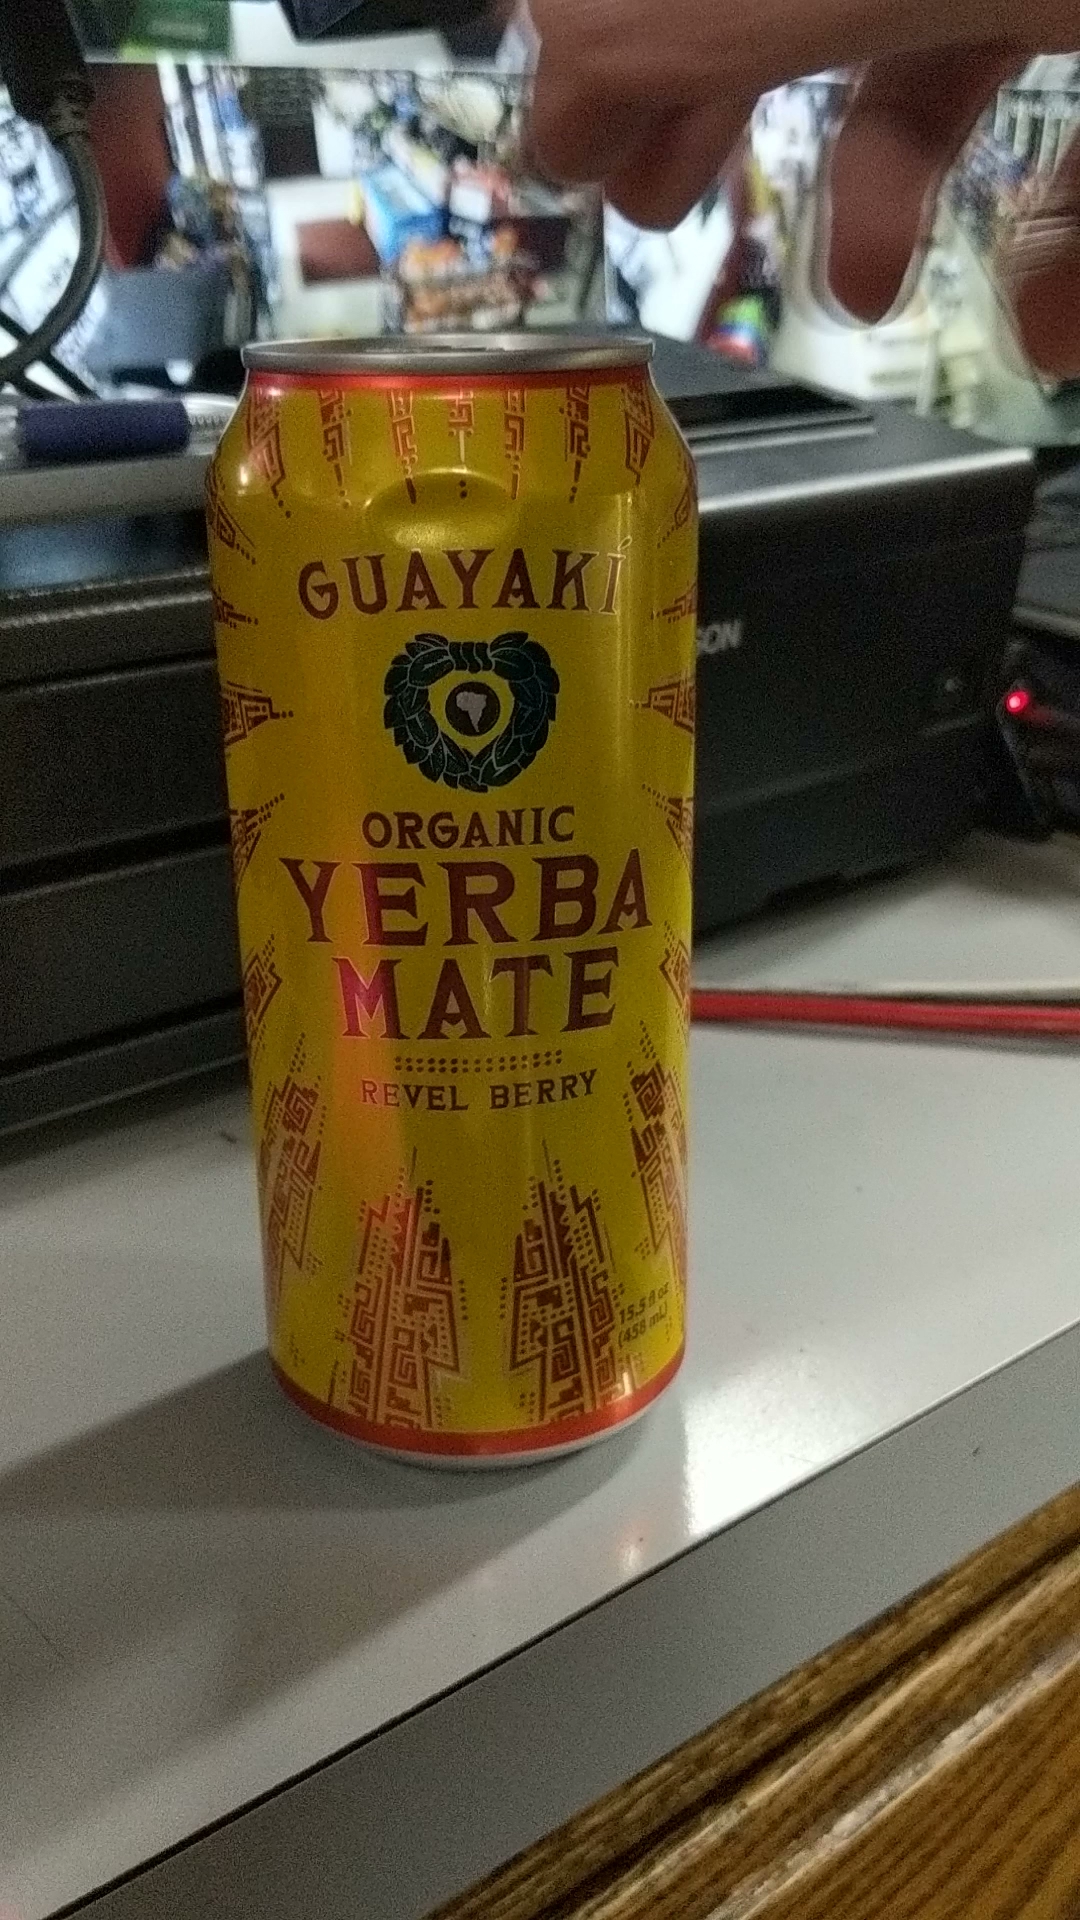 GUAYAKÍ
ORGANIC
YERBA
MATE
REVEL BERRY
15.5 fl oz
(458 mL)